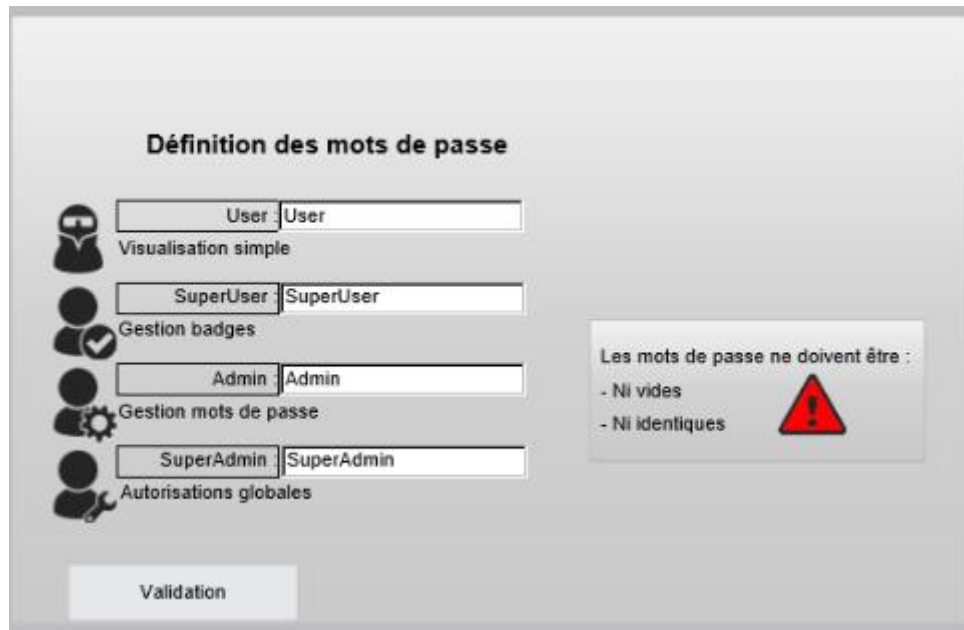 Définition des mots de passe
User : User
Visualisation simple
SuperUser : SuperUser
Gestion badges
Admin : Admin
Gestion mots de passe
SuperAdmin : SuperAdmin
Autorisations globales
Les mots de passe ne doivent être :
- Ni vides
- Ni identiques
!
Validation